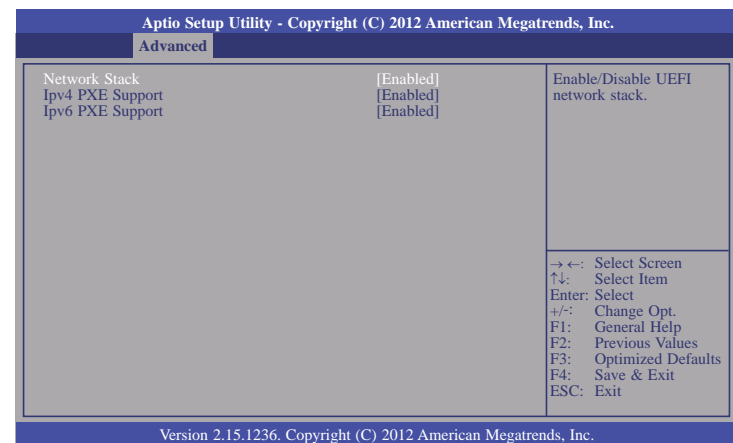 Aptio Setup Utility - Copyright (C) 2012 American Megatrends, Inc.
Advanced
Network Stack [Enabled]
Ipv4 PXE Support [Enabled]
Ipv6 PXE Support [Enabled]
Enable/Disable UEFI
network stack.
→←: Select Screen
↑↓: Select Item
Enter: Select
+/-: Change Opt.
F1: General Help
F2: Previous Values
F3: Optimized Defaults
F4: Save & Exit
ESC: Exit
Version 2.15.1236. Copyright (C) 2012 American Megatrends, Inc.